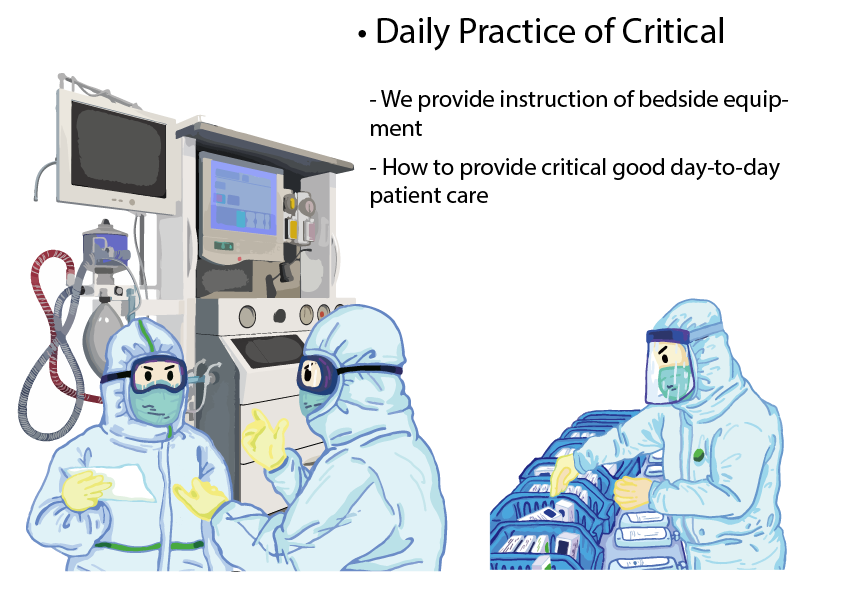 • Daily Practice of Critical
- We provide instruction of bedside equip-
ment
- How to provide critical good day-to-day
patient care